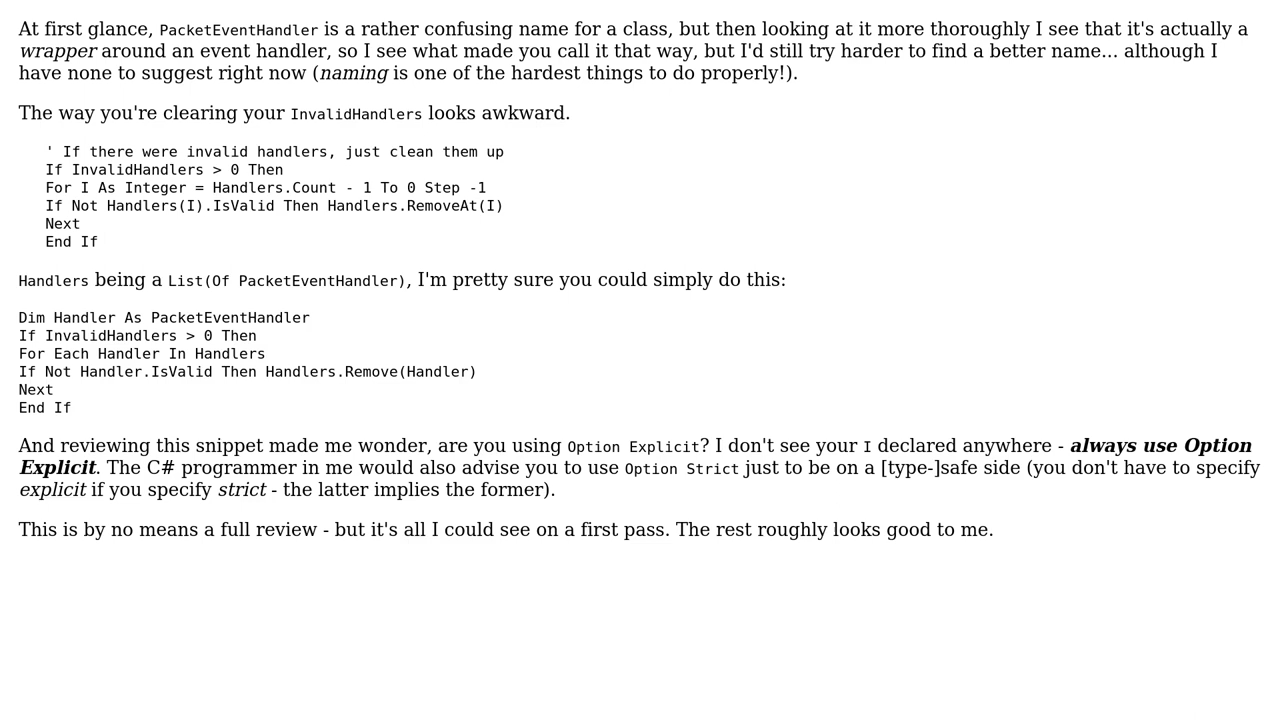 At first glance, PacketEventHandler is a rather confusing name for a class, but then looking at it more thoroughly I see that it's actually a
wrapper around an event handler, so I see what made you call it that way, but I'd still try harder to find a better name... although I
have none to suggest right now (naming is one of the hardest things to do properly!).
The way you're clearing your InvalidHandlers looks awkward.
' If there were invalid handlers, just clean them up
If InvalidHandlers > 0 Then
For I As Integer = Handlers.Count - 1 To 0 Step -1
If Not Handlers(I).IsValid Then Handlers.RemoveAt(I)
Next
End If
Handlers being a List(Of PacketEventHandler), I'm pretty sure you could simply do this:
Dim Handler As PacketEventHandler
If InvalidHandlers > 0 Then
For Each Handler In Handlers
If Not Handler.IsValid Then Handlers.Remove(Handler)
Next
End If
And reviewing this snippet made me wonder, are you using Option Explicit? I don't see your I declared anywhere - always use Option
Explicit. The C# programmer in me would also advise you to use Option Strict just to be on a [type-]safe side (you don't have to specify
explicit if you specify strict - the latter implies the former).
This is by no means a full review - but it's all I could see on a first pass. The rest roughly looks good to me.